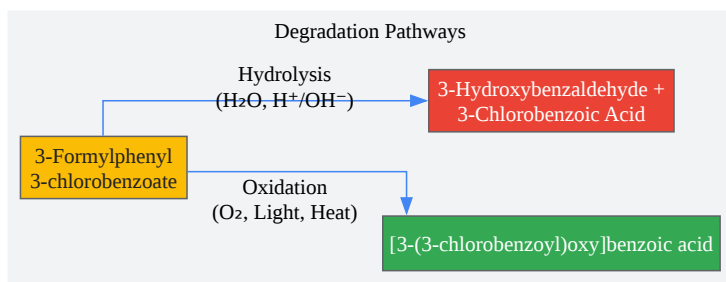 Degradation Pathways
Hydrolysis
(H₂O, H⁺/OH⁻)
3-Hydroxybenzaldehyde +
3-Chlorobenzoic Acid
3-Formylphenyl
3-chlorobenzoate
Oxidation
(O₂, Light, Heat)
[3-(3-chlorobenzoyl)oxy]benzoic acid